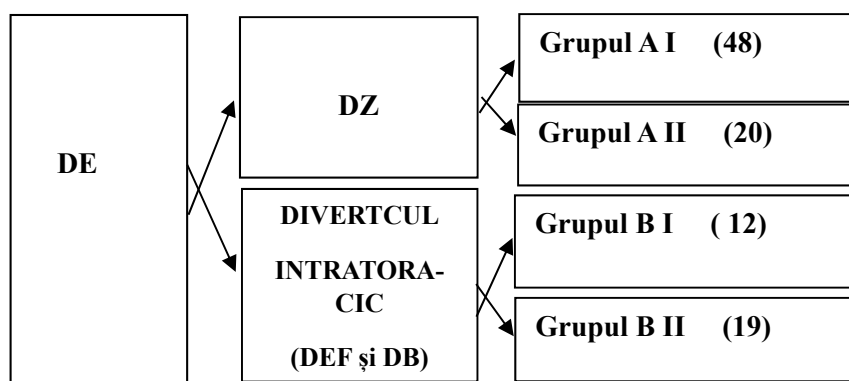 DE
DZ
DIVERTCUL
INTRATORA-
CIC
(DEF și DB)
Grupul A I (48)
Grupul A II (20)
Grupul B I ( 12)
Grupul B II (19)